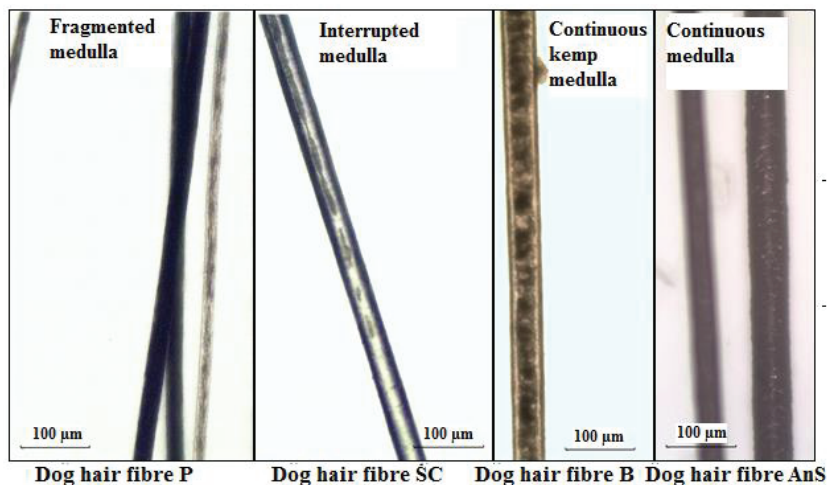 Fragmented
medulla
Interrupted
medulla
Continuous
kemp
medulla
Continuous
medulla
100 µm
100 µm
100 µm
100 µm
Dog hair fibre P
Dog hair fibre SC
Dog hair fibre B
Dog hair fibre AnS